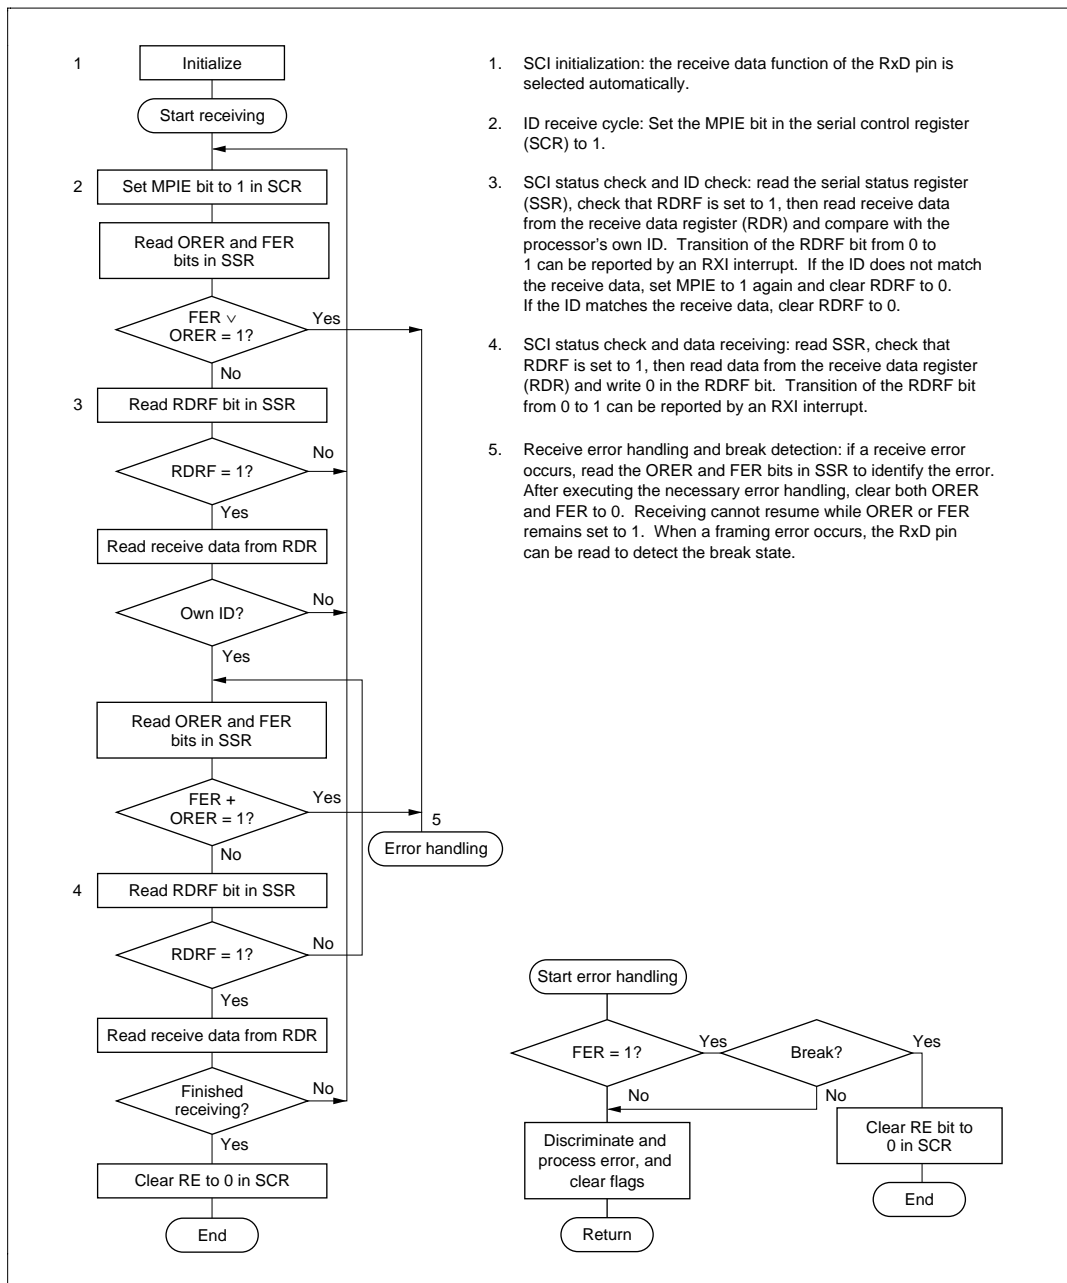 1
Initialize
Start receiving
2
Set MPIE bit to 1 in SCR
Read ORER and FER
bits in SSR
FER ∨
ORER = 1?
Yes
No
3
Read RDRF bit in SSR
RDRF = 1?
No
Yes
Read receive data from RDR
Own ID?
No
Yes
Read ORER and FER
bits in SSR
FER +
ORER = 1?
Yes
5
Error handling
No
4
Read RDRF bit in SSR
RDRF = 1?
No
Yes
Read receive data from RDR
Finished
receiving?
No
Yes
Clear RE to 0 in SCR
End
1. SCI initialization: the receive data function of the RxD pin is
selected automatically.
2. ID receive cycle: Set the MPIE bit in the serial control register
(SCR) to 1.
3. SCI status check and ID check: read the serial status register
(SSR), check that RDRF is set to 1, then read receive data
from the receive data register (RDR) and compare with the
processor's own ID. Transition of the RDRF bit from 0 to
1 can be reported by an RXI interrupt. If the ID does not match
the receive data, set MPIE to 1 again and clear RDRF to 0.
If the ID matches the receive data, clear RDRF to 0.
4. SCI status check and data receiving: read SSR, check that
RDRF is set to 1, then read data from the receive data register
(RDR) and write 0 in the RDRF bit. Transition of the RDRF bit
from 0 to 1 can be reported by an RXI interrupt.
5. Receive error handling and break detection: if a receive error
occurs, read the ORER and FER bits in SSR to identify the error.
After executing the necessary error handling, clear both ORER
and FER to 0. Receiving cannot resume while ORER or FER
remains set to 1. When a framing error occurs, the RxD pin
can be read to detect the break state.
Start error handling
FER = 1?
Yes
Break?
Yes
No
No
Discriminate and
process error, and
clear flags
Clear RE bit to
0 in SCR
Return
End